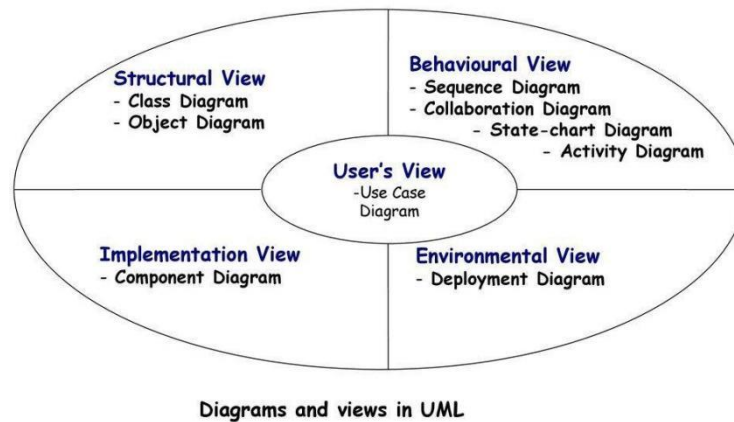 Structural View
- Class Diagram
- Object Diagram
Behavioural View
- Sequence Diagram
- Collaboration Diagram
- State-chart Diagram
- Activity Diagram
User's View
-Use Case
Diagram
Implementation View
- Component Diagram
Environmental View
- Deployment Diagram
Diagrams and views in UML